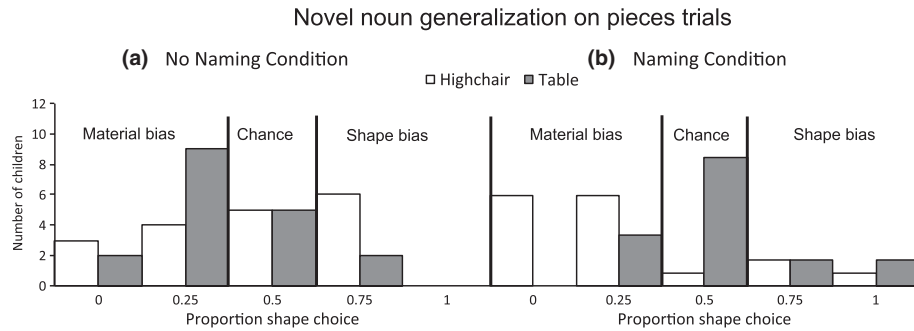 Novel noun generalization on pieces trials
(a) No Naming Condition
(b) Naming Condition
Highchair Table
Number of children
12
10
8
6
4
2
0
Material bias Chance Shape bias
Material bias Chance Shape bias
0 0.25 0.5 0.75 1
0 0.25 0.5 0.75 1
Proportion shape choice
Proportion shape choice